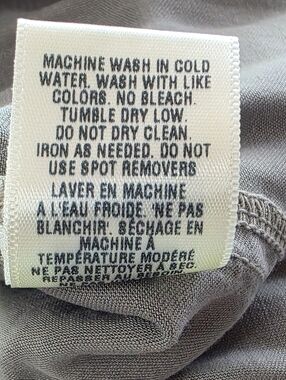 MACHINE WASH IN COLD
WATER. WASH WITH LIKE
COLORS. NO BLEACH.
TUMBLE DRY LOW.
DO NOT DRY CLEAN.
IRON AS NEEDED. DO NOT
USE SPOT REMOVERS
LAVER EN MACHINE
A L'EAU FROIDE. 'NE PAS
BLANCHIR'. SÉCHAGE EN
MACHINE À
TEMPÉRATURE MODÉRÉ
NE PAS NETTOYER A SEC.
REPASSER AU